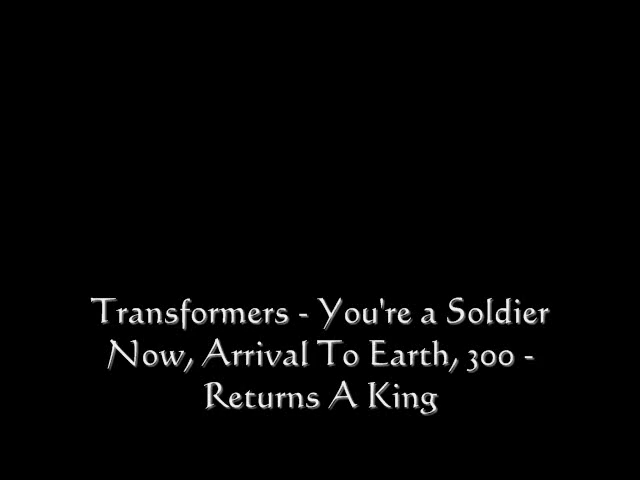 Transformers - You're a Soldier
Now, Arrival To Earth, 300 -
Returns A King